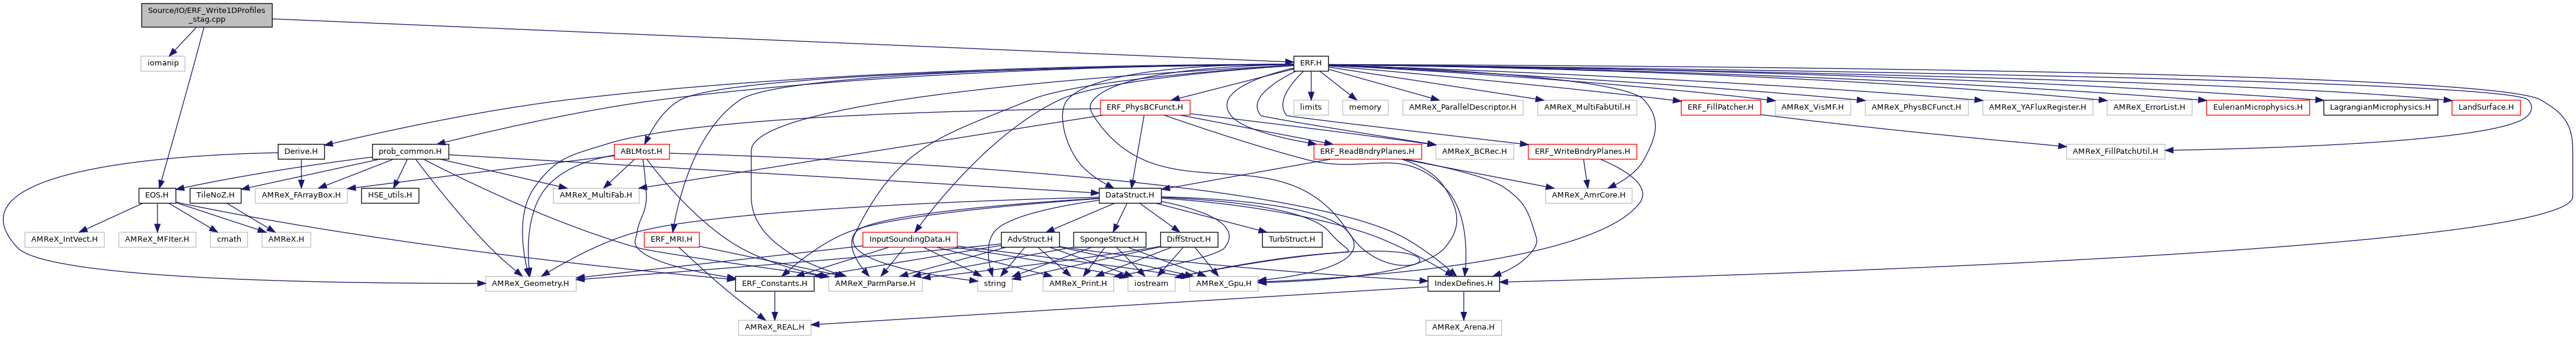 Source/IO/ERF_Write1DProfiles
_stag.cpp
iomanip
ERF.H
ERF_PhysBCFunct.H
limits
memory
AMReX_ParallelDescriptor.H
AMReX_MultiFabUtil.H
ERF_FillPatcher.H
AMReX_VisMF.H
AMReX_PhysBCFunct.H
AMReX_YAFluxRegister.H
AMReX_ErrorList.H
EulerianMicrophysics.H
LagrangianMicrophysics.H
LandSurface.H
Derive.H
prob_common.H
ABLMost.H
ERF_ReadBndryPlanes.H
AMReX_BCRec.H
ERF_WriteBndryPlanes.H
AMReX_FillPatchUtil.H
EOS.H
TileNoZ.H
AMReX_FArrayBox.H
HSE_utils.H
AMReX_MultiFab.H
DataStruct.H
AMReX_AmrCore.H
AMReX_IntVect.H
AMReX_MFIter.H
cmath
AMReX.H
ERF_MRI.H
InputSoundingData.H
AdvStruct.H
SpongeStruct.H
DiffStruct.H
TurbStruct.H
AMReX_Geometry.H
ERF_Constants.H
AMReX_ParmParse.H
string
AMReX_Print.H
iostream
AMReX_Gpu.H
IndexDefines.H
AMReX_REAL.H
AMReX_Arena.H